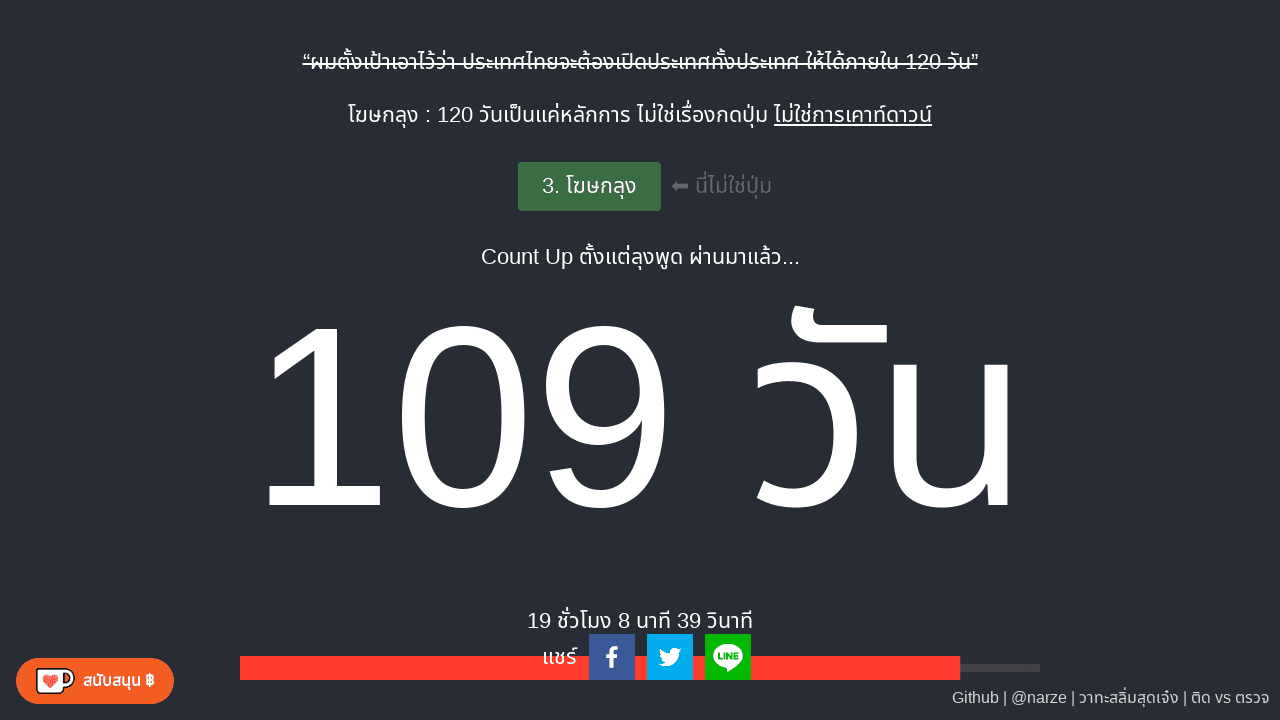 “ผมตั้งเป้าเอาไว้ว่า ประเทศไทยจะต้องเปิดประเทศทั้งประเทศ ให้ได้ภายใน 120 วัน”
โฆษกลุง : 120 วันเป็นแค่หลักการ ไม่ใช่เรื่องกดปุ่ม ไม่ใช่การเคาท์ดาวน์
3. โฆษกลุง ⬅ นี่ไม่ใช่ปุ่ม
Count Up ตั้งแต่ลุงพูด ผ่านมาแล้ว...
109 วัน
19 ชั่วโมง 8 นาที 39 วินาที
แชร์ LINE
สนับสนุน ฿
Github | @narze | วาทะสลิ่มสุดเจ๋ง | ติด vs ตรวจ